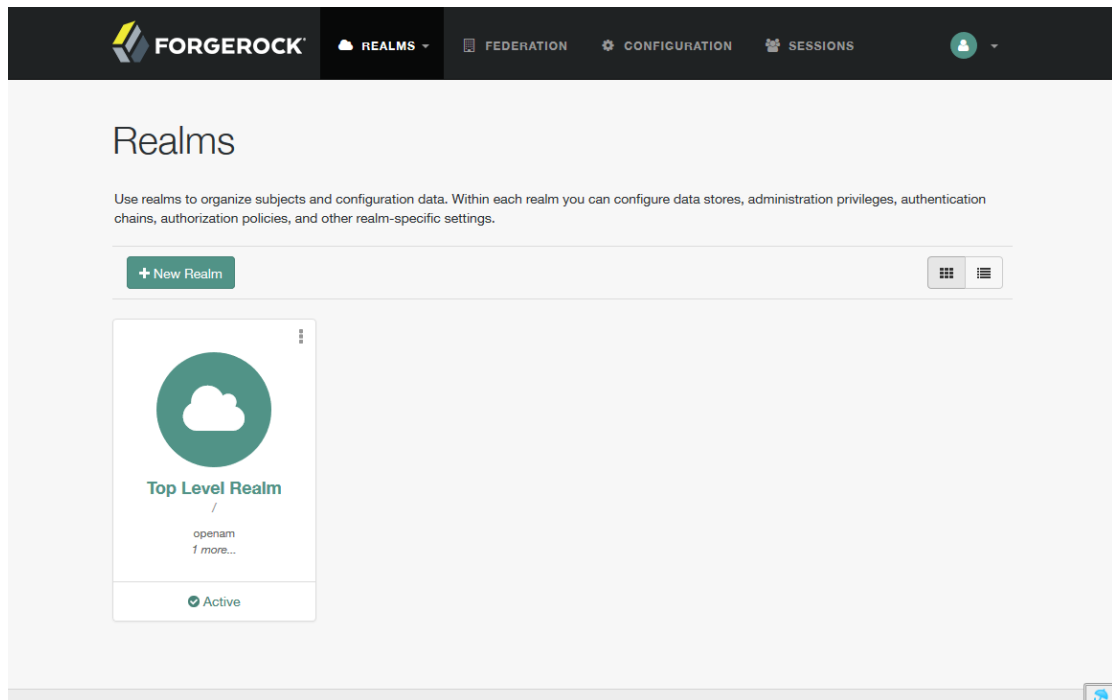 FORGEROCK
REALMS
FEDERATION
CONFIGURATION
SESSIONS
Realms
Use realms to organize subjects and configuration data. Within each realm you can configure data stores, administration privileges, authentication
chains, authorization policies, and other realm-specific settings.
+ New Realm
Top Level Realm
/
openam
1 more...
Active